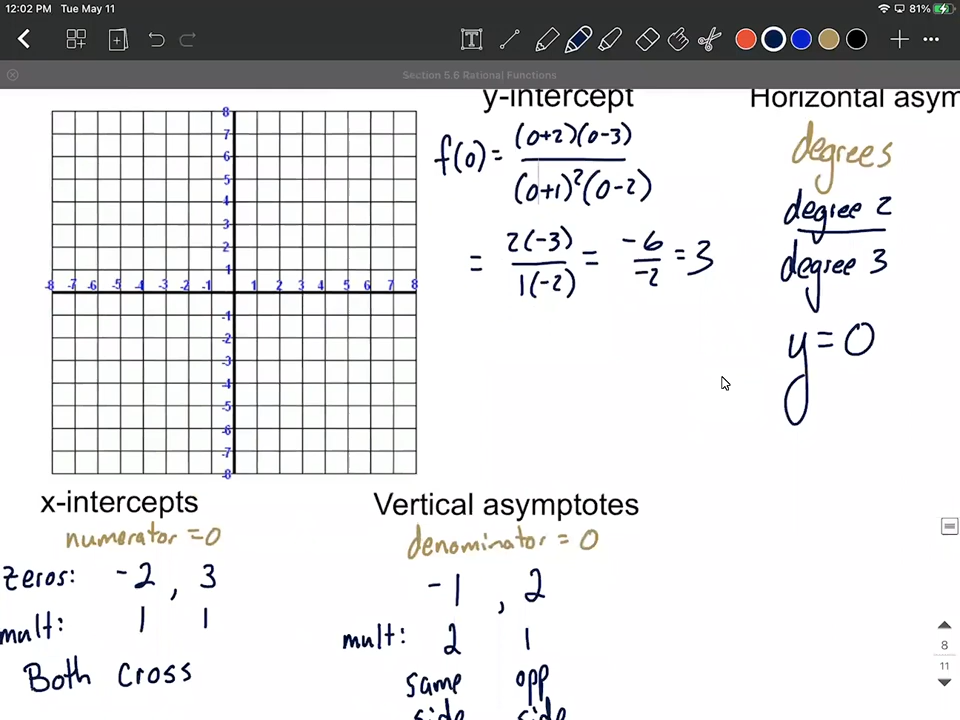 12:02 PM Tue May 11
81%
Section 5.6 Rational Functions
y-intercept
f(0) = (0+2)(0-3)
(0+1)²(0-2)
= 2(-3) = -6 = 3
1(-2) -2
Horizontal asym
degrees
degree 2
degree 3
y = 0
8
7
6
5
4
3
2
1
-8 -7 -6 -5 -4 -3 -2 -1 1 2 3 4 5 6 7 8
-1
-2
-3
-4
-5
-6
-7
-8
x-intercepts
numerator = 0
zeros: -2, 3
mult: 1 1
Both cross
Vertical asymptotes
denominator = 0
-1, 2
mult: 2 1
same opp
side side
8
11